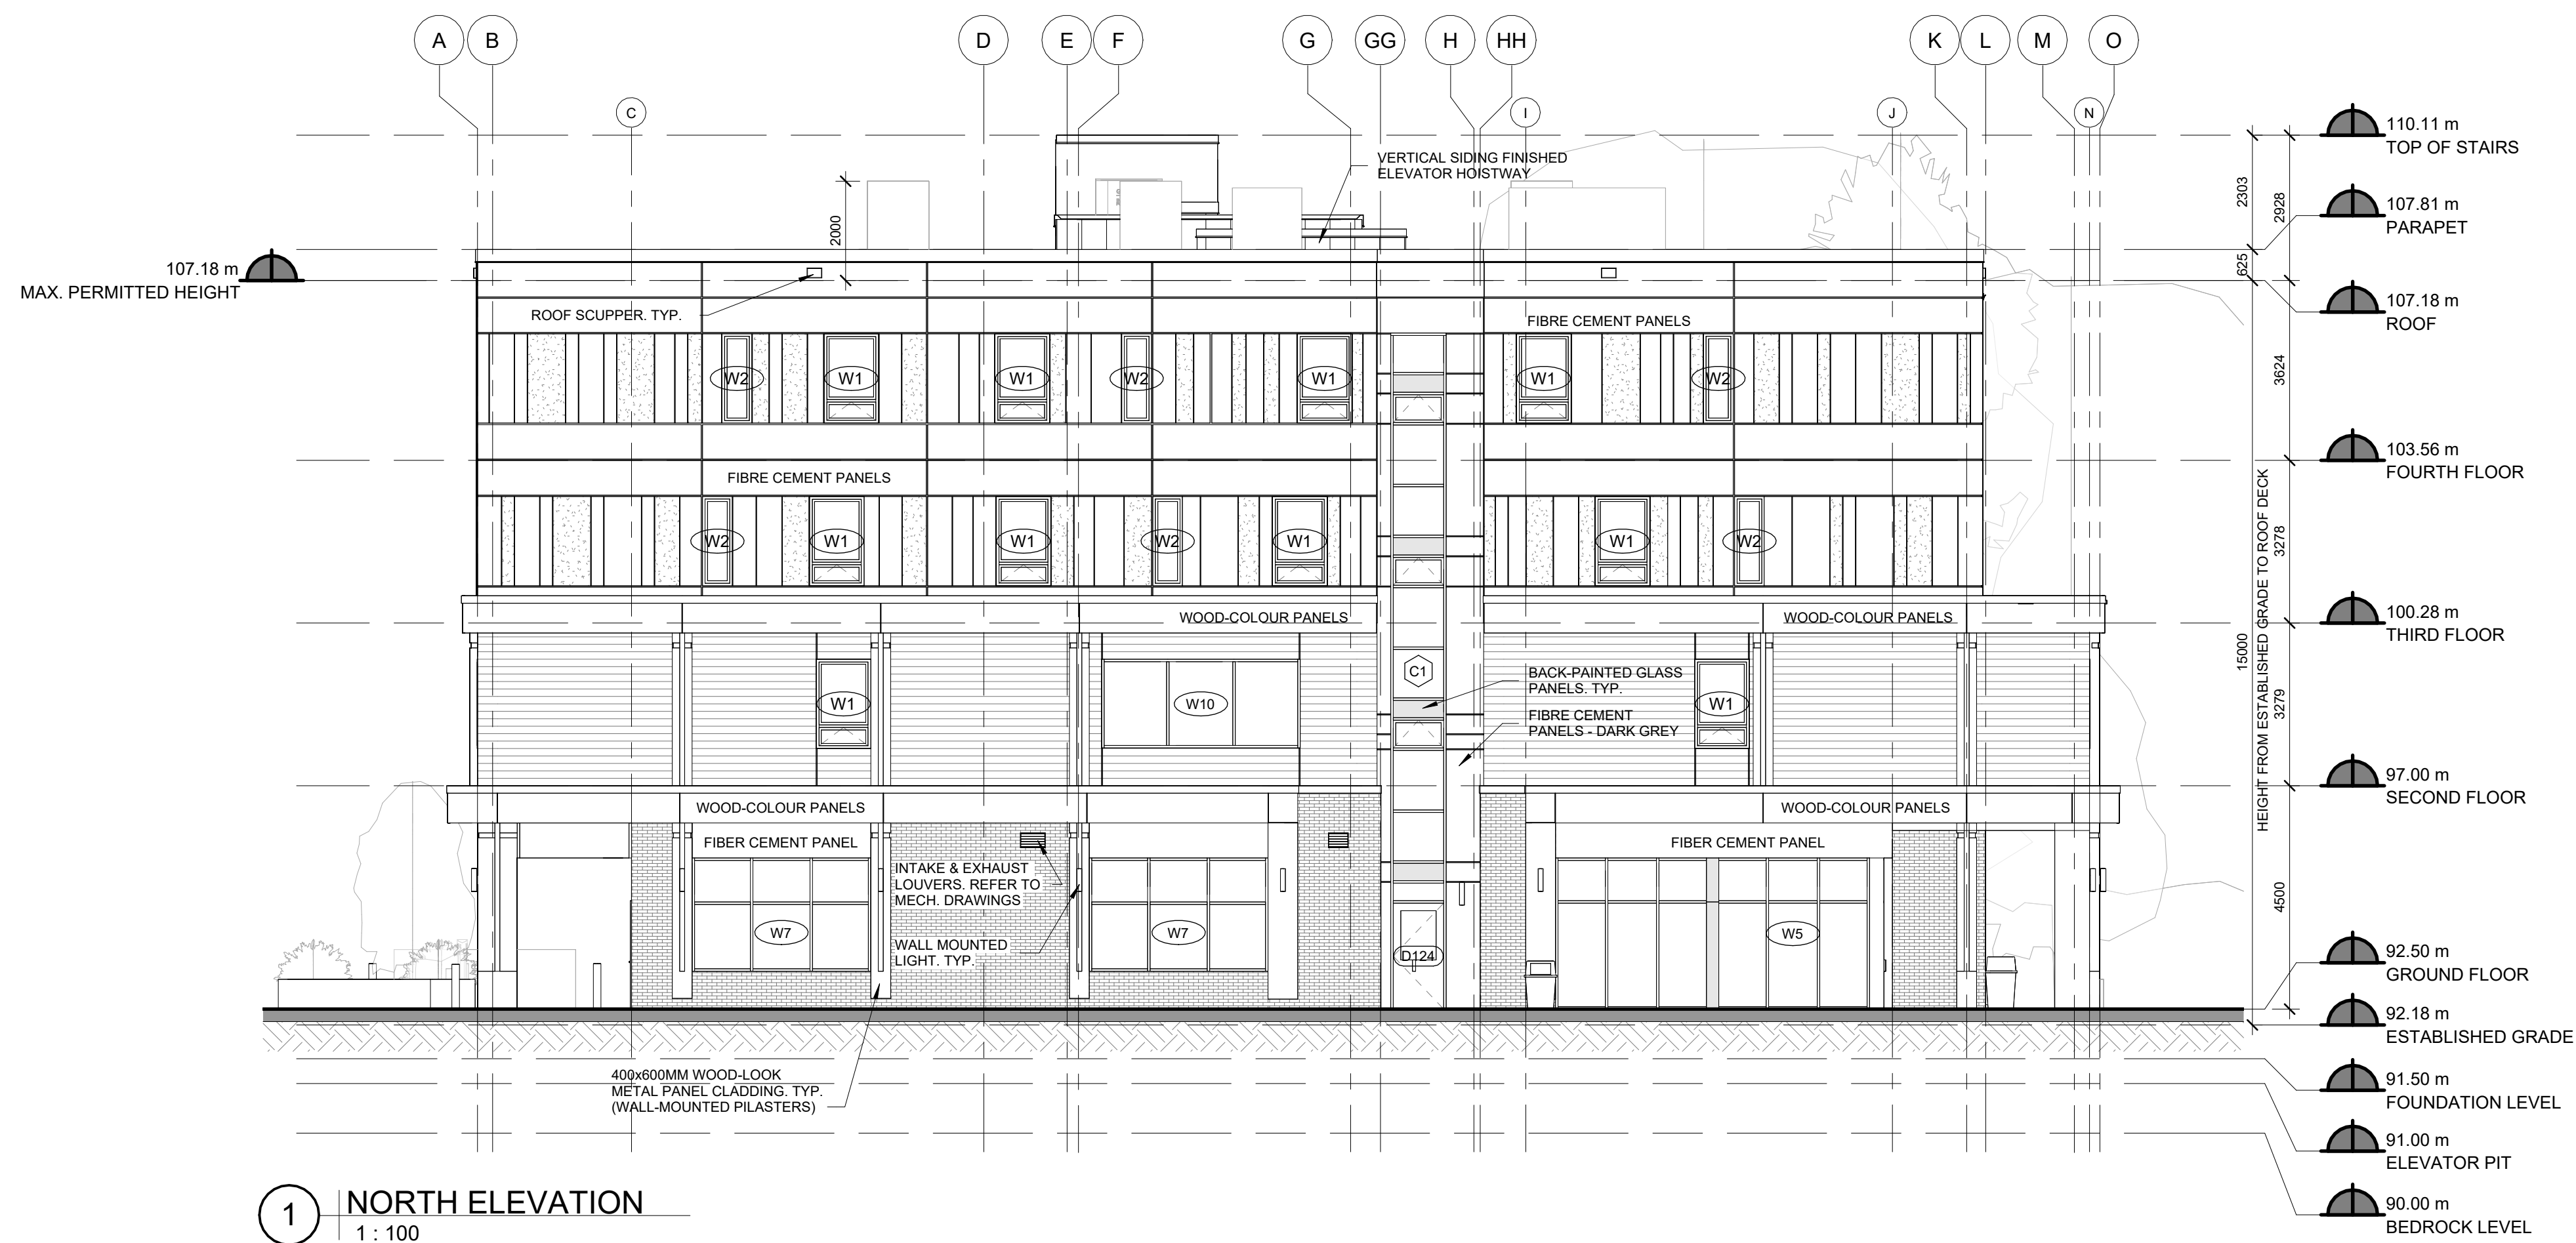 A
B
D
E
F
G
GG
H
HH
K
L
M
O
C
I
J
N
110.11 m
TOP OF STAIRS
VERTICAL SIDING FINISHED
ELEVATOR HOISTWAY
2303
2928
2000
107.81 m
PARAPET
107.18 m
MAX. PERMITTED HEIGHT
625
107.18 m
ROOF
ROOF SCUPPER. TYP.
FIBRE CEMENT PANELS
3624
W2
W1
W1
W2
W1
W1
W2
103.56 m
FOURTH FLOOR
FIBRE CEMENT PANELS
3278
W2
W1
W1
W2
W1
W1
W2
HEIGHT FROM ESTABLISHED GRADE TO ROOF DECK
15000
100.28 m
THIRD FLOOR
WOOD-COLOUR PANELS
WOOD-COLOUR PANELS
C1
BACK-PAINTED GLASS
PANELS. TYP.
W1
W10
W1
FIBRE CEMENT
PANELS - DARK GREY
3279
97.00 m
SECOND FLOOR
WOOD-COLOUR PANELS
WOOD-COLOUR PANELS
FIBER CEMENT PANEL
FIBER CEMENT PANEL
INTAKE & EXHAUST
LOUVERS. REFER TO
MECH. DRAWINGS
4500
W7
W7
W5
WALL MOUNTED
LIGHT. TYP.
D124
92.50 m
GROUND FLOOR
92.18 m
ESTABLISHED GRADE
400x600MM WOOD-LOOK
METAL PANEL CLADDING. TYP.
(WALL-MOUNTED PILASTERS)
91.50 m
FOUNDATION LEVEL
91.00 m
ELEVATOR PIT
90.00 m
BEDROCK LEVEL
1
NORTH ELEVATION
1 : 100